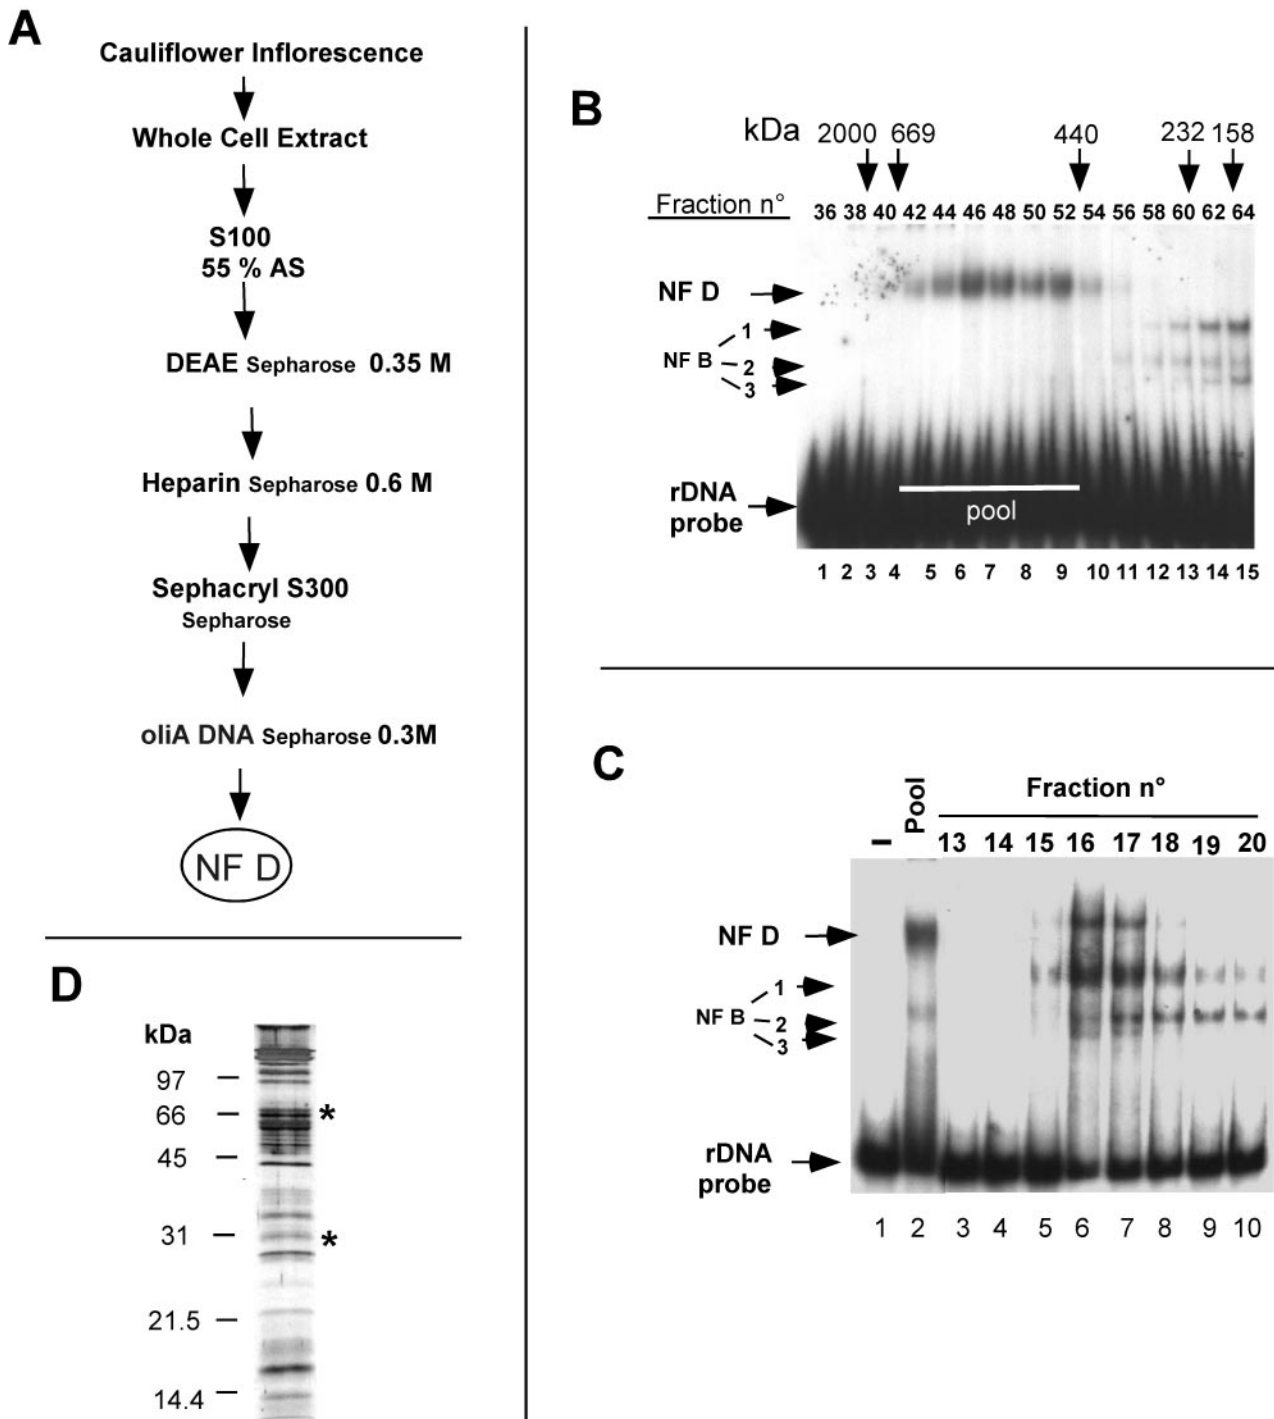 A
Cauliflower Inflorescence
Whole Cell Extract
S100
55 % AS
DEAE Sepharose 0.35 M
Heparin Sepharose 0.6 M
Sephacryl S300
Sepharose
oliA DNA Sepharose 0.3M
NF D
B
kDa 2000 669 440 232 158
Fraction n° 36 38 40 42 44 46 48 50 52 54 56 58 60 62 64
NF D
1
NF B 2
3
rDNA
probe
pool
1 2 3 4 5 6 7 8 9 10 11 12 13 14 15
C
Pool
Fraction n°
– 13 14 15 16 17 18 19 20
NF D
1
NF B 2
3
rDNA
probe
1 2 3 4 5 6 7 8 9 10
D
kDa
97
66 *
45
31 *
21.5
14.4